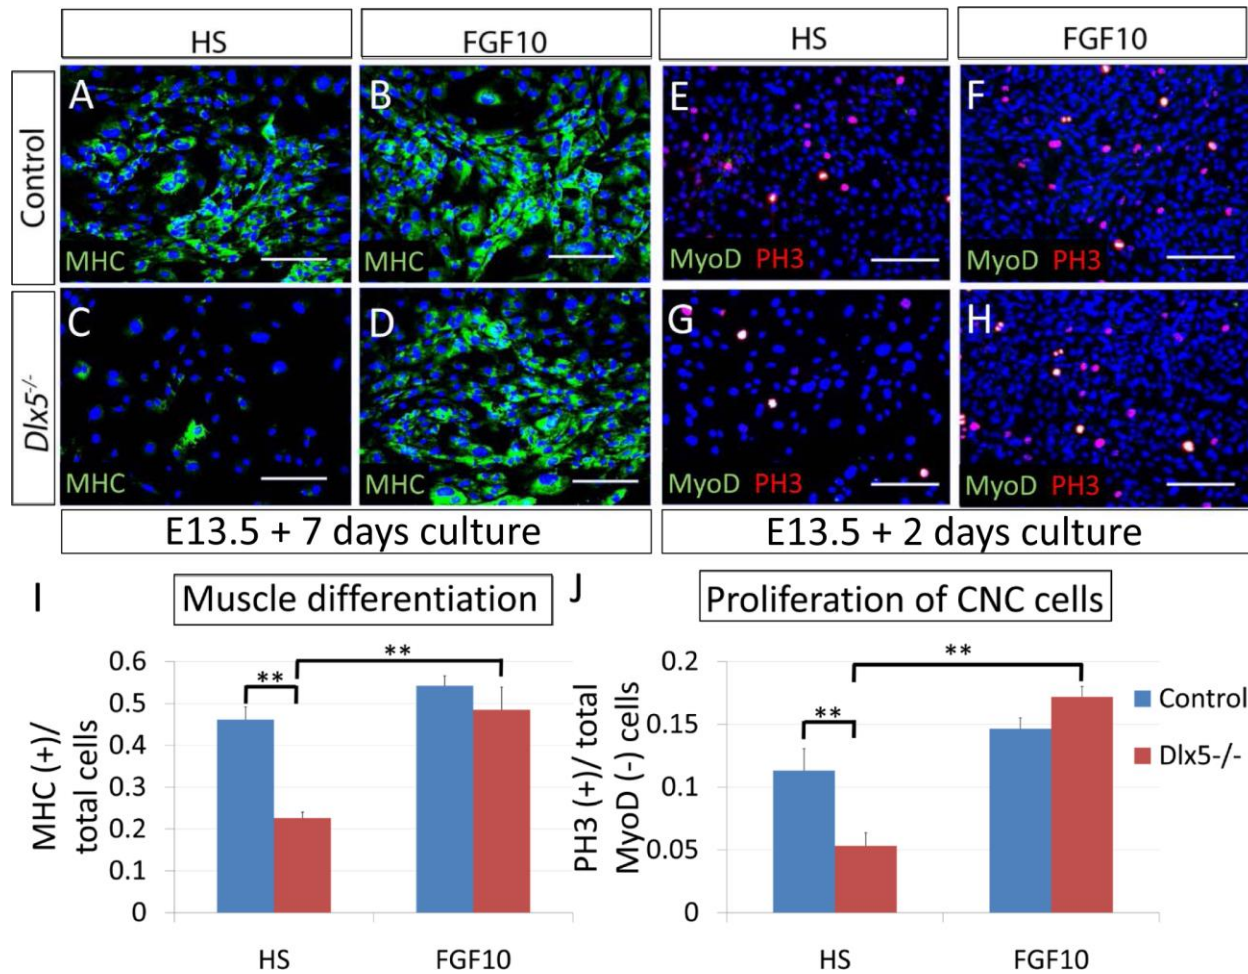 HS FGF10 HS FGF10
Control
A B E F
MHC MHC MyoD PH3 MyoD PH3
Dlx5-/-
C D G H
MHC MHC MyoD PH3 MyoD PH3
E13.5 + 7 days culture E13.5 + 2 days culture
I Muscle differentiation J Proliferation of CNC cells
MHC (+)/
total cells
0.6
0.5
0.4
0.3
0.2
0.1
0
**
**
HS FGF10
PH3 (+)/ total
MyoD (-) cells
0.2
0.15
0.1
0.05
0
**
**
HS FGF10
Control
Dlx5-/-